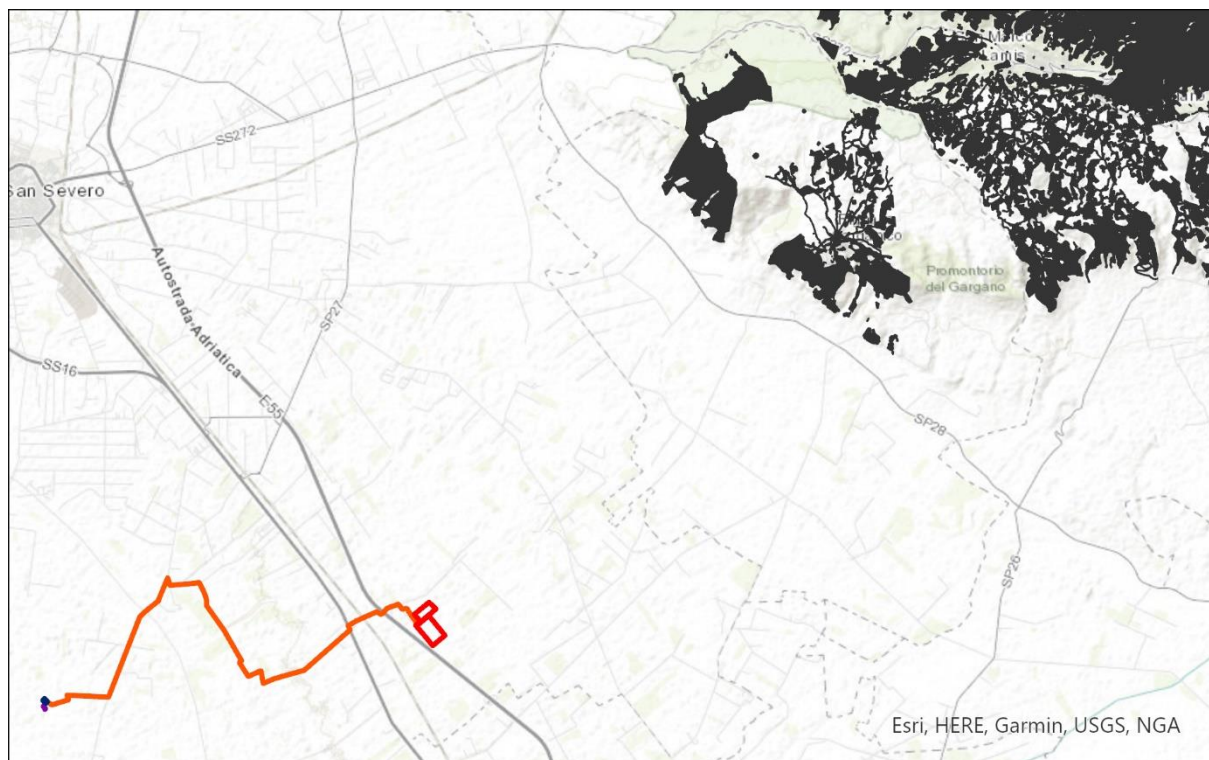 SS272
San Severo
Autostrada Adriatica
SP27
SS16
E55
Promontorio
del Gargano
SP28
SP26
Esri, HERE, Garmin, USGS, NGA